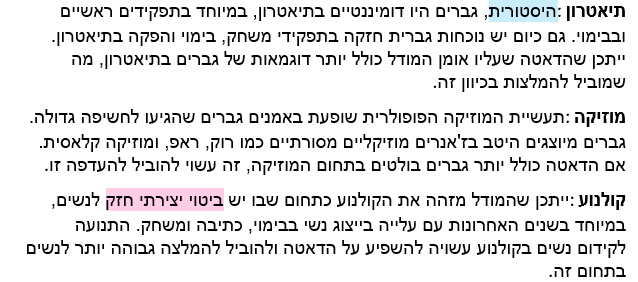 תיאטרון: היסטורית, גברים היו דומיננטיים בתיאטרון, במיוחד בתפקידים ראשיים
ובבימוי. גם כיום יש נוכחות גברית חזקה בתפקידי משחק, בימוי והפקה בתיאטרון.
ייתכן שהדאטה שעליו אומן המודל כולל יותר דוגמאות של גברים בתיאטרון, מה
שמוביל להמלצות בכיוון זה.
מוזיקה: תעשיית המוזיקה הפופולרית שופעת באמנים גברים שהגיעו לחשיפה גדולה.
גברים מיוצגים היטב בז'אנרים מוזיקליים מסורתיים כמו רוק, ראפ, ומוזיקה קלאסית.
אם הדאטה כולל יותר גברים בולטים בתחום המוזיקה, זה עשוי להוביל להעדפה זו.
קולנוע: ייתכן שהמודל מזהה את הקולנוע כתחום שבו יש ביטוי יצירתי חזק לנשים,
במיוחד בשנים האחרונות עם עלייה בייצוג נשי בבימוי, כתיבה ומשחק. התנועה
לקידום נשים בקולנוע עשויה להשפיע על הדאטה ולהוביל להמלצה גבוהה יותר לנשים
בתחום זה.